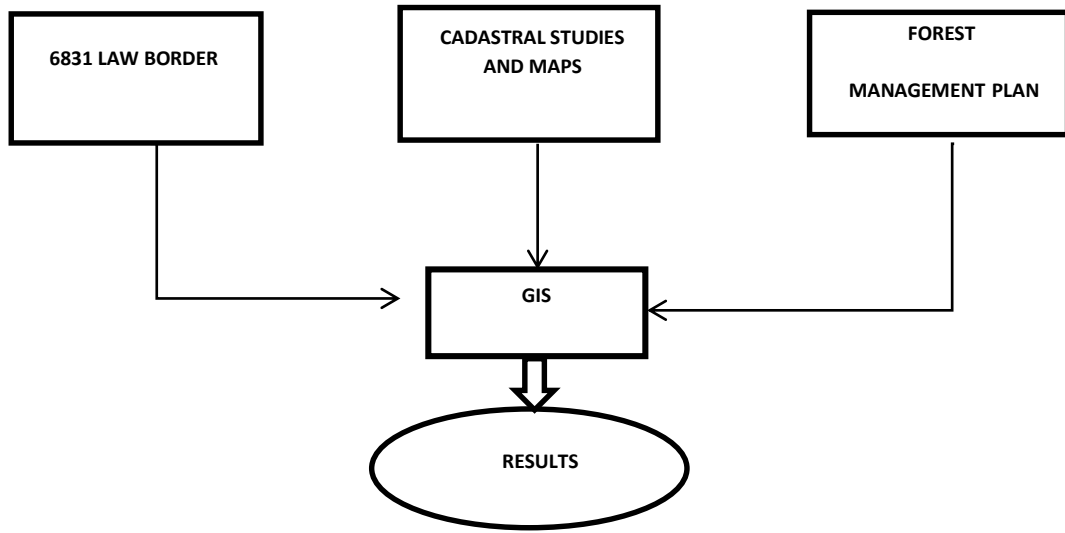 6831 LAW BORDER
CADASTRAL STUDIES
AND MAPS
FOREST
MANAGEMENT PLAN
GIS
RESULTS